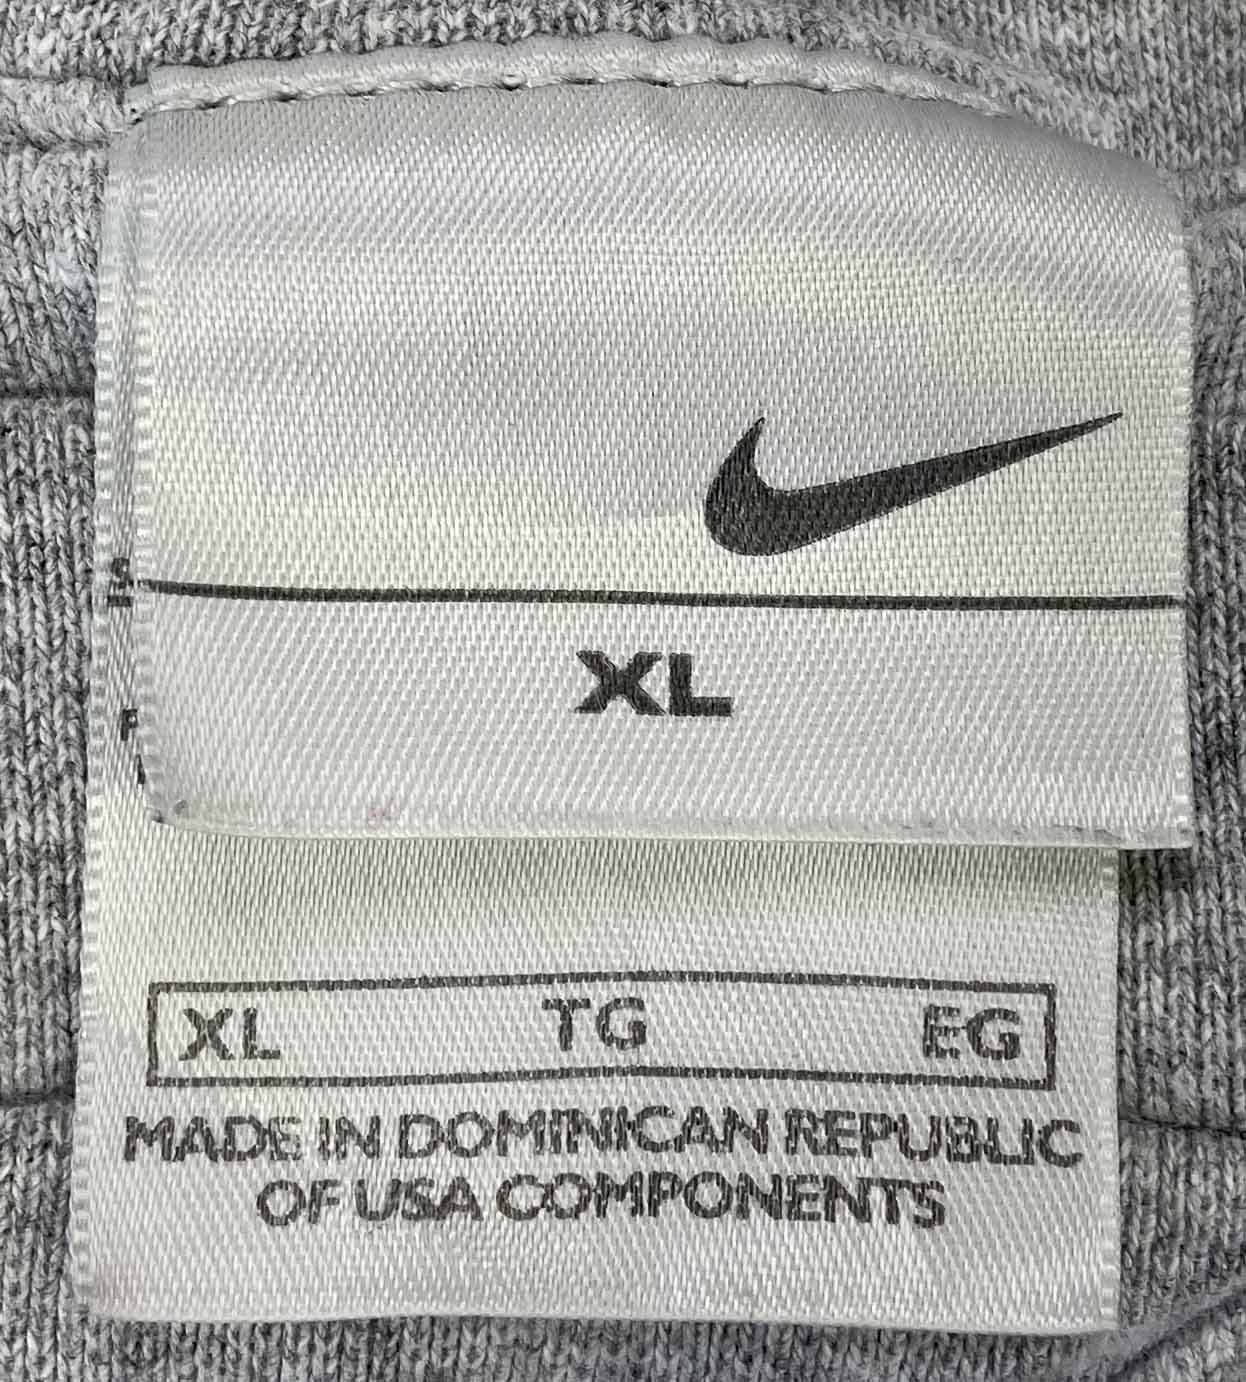 XL
XL TG EG
MADE IN DOMINICAN REPUBLIC
OF USA COMPONENTS